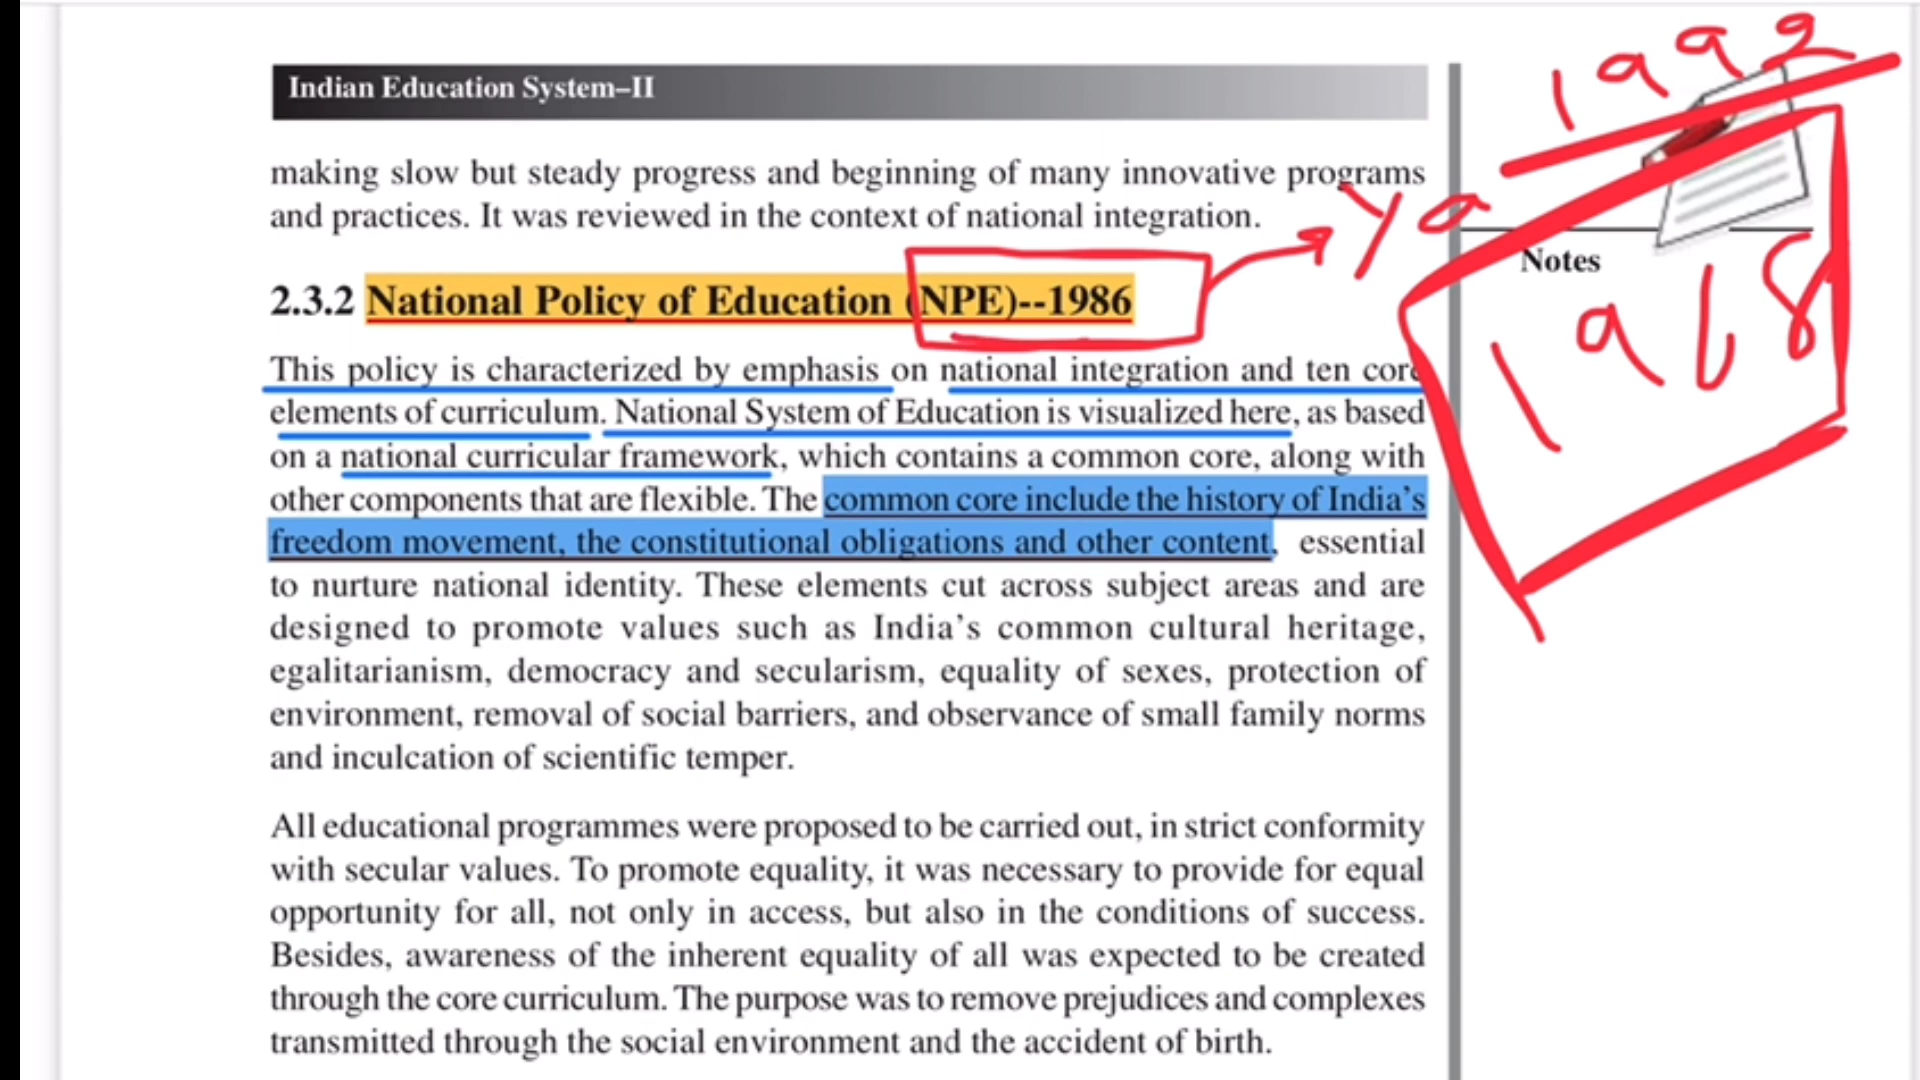 Indian Education System–II
making slow but steady progress and beginning of many innovative programs
and practices. It was reviewed in the context of national integration.
2.3.2 National Policy of Education (NPE)--1986
This policy is characterized by emphasis on national integration and ten core
elements of curriculum. National System of Education is visualized here, as based
on a national curricular framework, which contains a common core, along with
other components that are flexible. The common core include the history of India's
freedom movement, the constitutional obligations and other content, essential
to nurture national identity. These elements cut across subject areas and are
designed to promote values such as India's common cultural heritage,
egalitarianism, democracy and secularism, equality of sexes, protection of
environment, removal of social barriers, and observance of small family norms
and inculcation of scientific temper.
All educational programmes were proposed to be carried out, in strict conformity
with secular values. To promote equality, it was necessary to provide for equal
opportunity for all, not only in access, but also in the conditions of success.
Besides, awareness of the inherent equality of all was expected to be created
through the core curriculum. The purpose was to remove prejudices and complexes
transmitted through the social environment and the accident of birth.
1992
Notes
1968